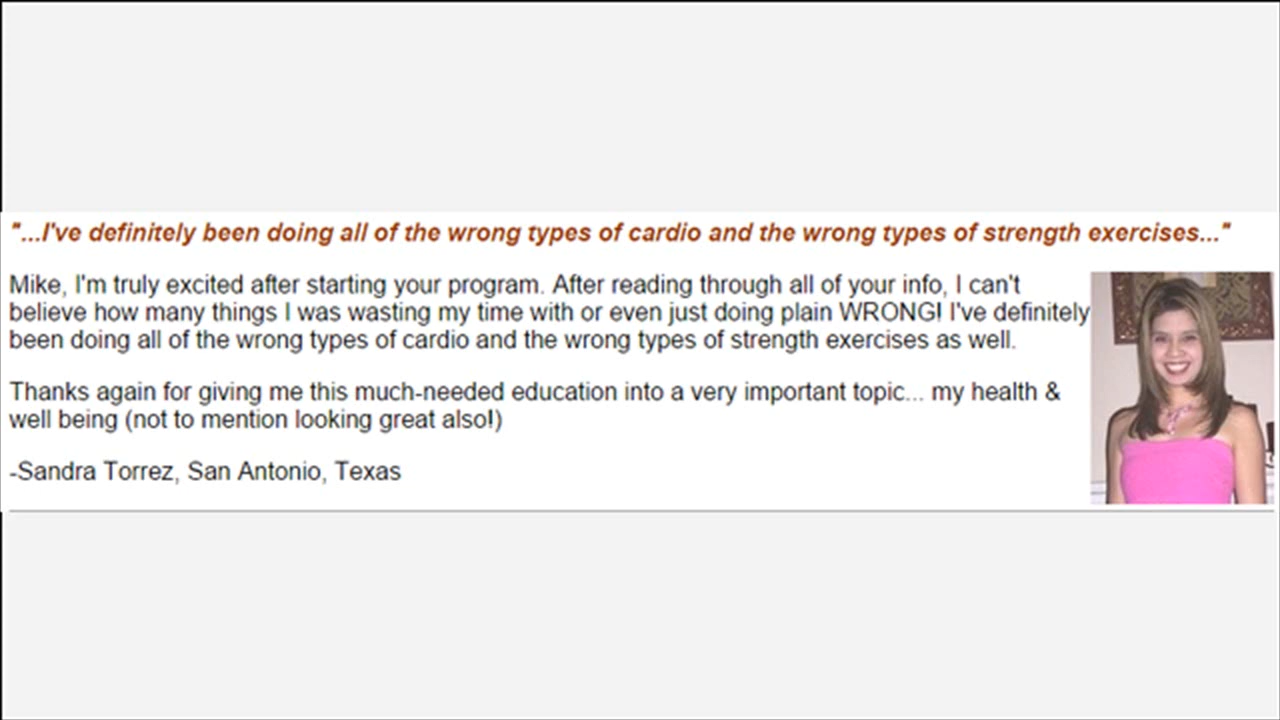 "...I've definitely been doing all of the wrong types of cardio and the wrong types of strength exercises..."
Mike, I'm truly excited after starting your program. After reading through all of your info, I can't
believe how many things I was wasting my time with or even just doing plain WRONG! I've definitely
been doing all of the wrong types of cardio and the wrong types of strength exercises as well.
Thanks again for giving me this much-needed education into a very important topic... my health &
well being (not to mention looking great also!)
-Sandra Torrez, San Antonio, Texas